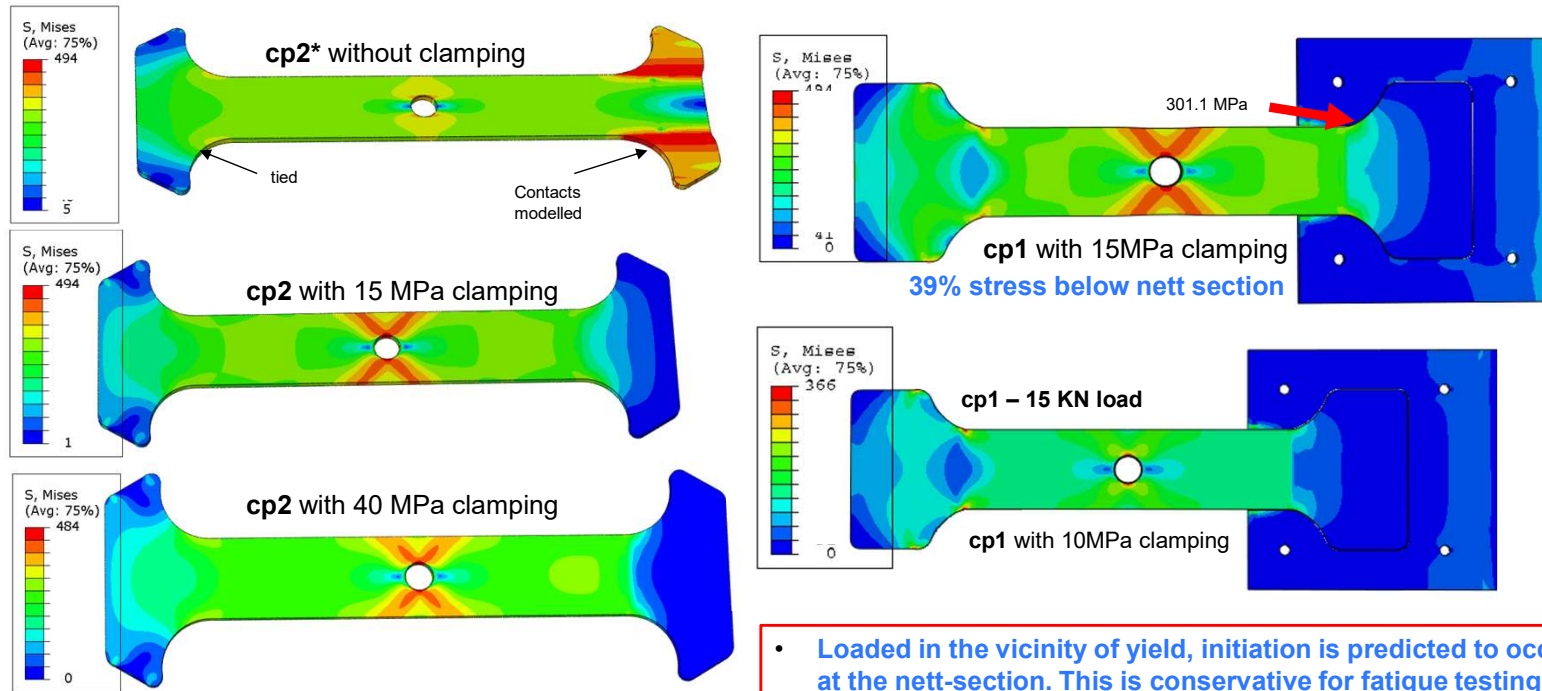 S, Mises
(Avg: 75%)
494
5
cp2* without clamping
tied
Contacts
modelled
S, Mises
(Avg: 75%)
494
1
cp2 with 15 MPa clamping
S, Mises
(Avg: 75%)
484
0
cp2 with 40 MPa clamping
S, Mises
(Avg: 75%)
494
41
0
301.1 MPa
cp1 with 15MPa clamping
39% stress below nett section
S, Mises
(Avg: 75%)
366
0
cp1 – 15 KN load
cp1 with 10MPa clamping
• Loaded in the vicinity of yield, initiation is predicted to occ
at the nett-section. This is conservative for fatigue testing